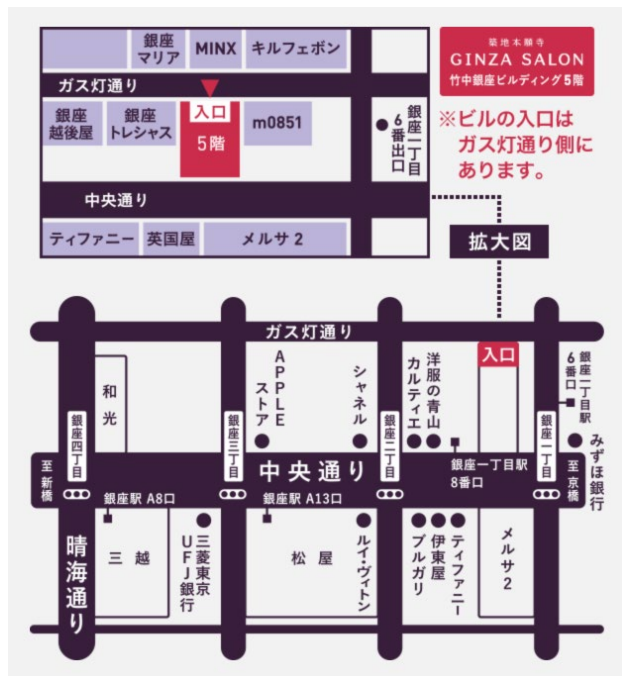 銀座
マリア
MINX
キルフェボン
ガス灯通り
銀座
越後屋
銀座
トレシャス
入口
5階
m0851
銀座一丁目
6番出口
中央通り
ティファニー
英国屋
メルサ2
築地本願寺
GINZA SALON
竹中銀座ビルディング5階
※ビルの入口は
ガス灯通り側に
あります。
拡大図
ガス灯通り
和光
APPLE
ストア
シャネル
洋服の青山
カルティエ
入口
銀座一丁目駅
6番口
銀座四丁目
銀座三丁目
銀座二丁目
銀座一丁目
みずほ銀行
至新橋
中央通り
銀座一丁目駅
8番口
至京橋
銀座駅 A8口
銀座駅 A13口
晴海通り
三越
三菱東京
UFJ銀行
松屋
ルイ・ヴィトン
ブルガリ
伊東屋
ティファニー
メルサ2